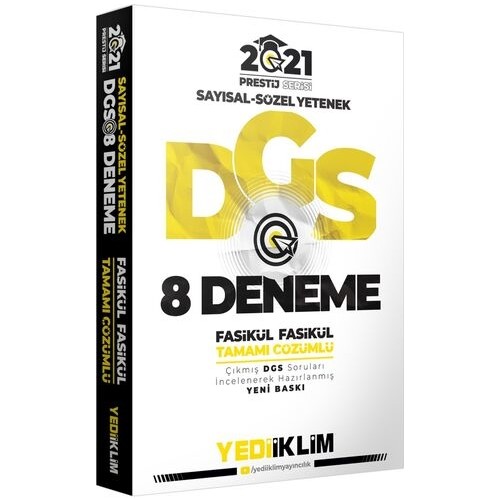 2021
PRESTİJ SERİSİ
SAYISAL-SÖZEL YETENEK
DGS
8 DENEME
FASİKÜL FASİKÜL
TAMAMI ÇÖZÜMLÜ
Çıkmış DGS Soruları
İncelenerek Hazırlanmış
YENİ BASKI
YEDİİKLİM
/yediiklimyayıncılık
2021
PRESTİJ SERİSİ
SAYISAL-SÖZEL YETENEK
DGS 8 DENEME
FASİKÜL FASİKÜL
TAMAMI ÇÖZÜMLÜ
YEDİİKLİM